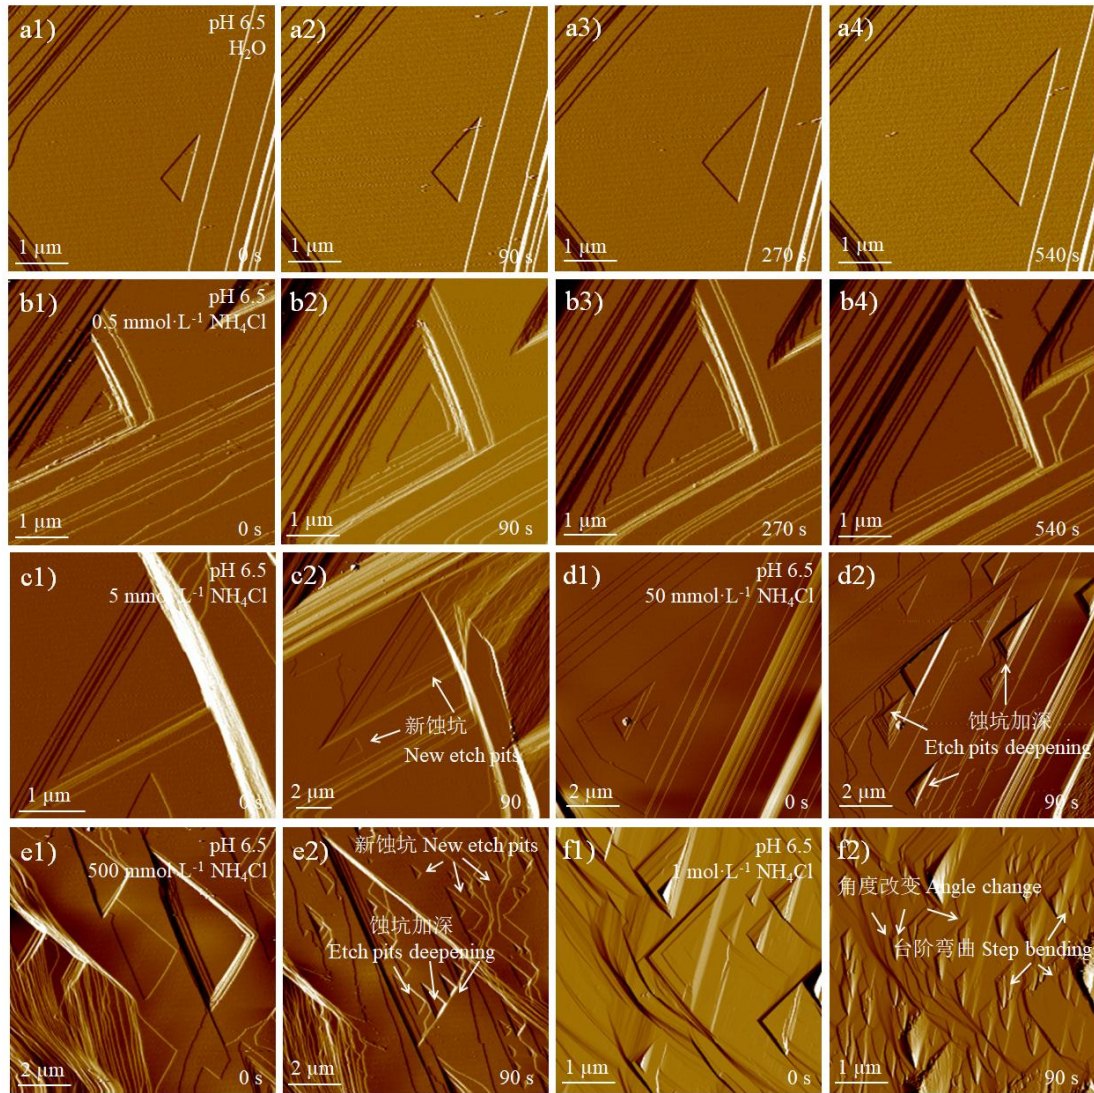 a1)
pH 6.5
H₂O
1 μm
0 s
a2)
1 μm
90 s
a3)
1 μm
270 s
a4)
1 μm
540 s
b1)
pH 6.5
0.5 mmol·L⁻¹ NH₄Cl
1 μm
0 s
b2)
1 μm
90 s
b3)
1 μm
270 s
b4)
1 μm
540 s
c1)
pH 6.5
5 mmol·L⁻¹ NH₄Cl
1 μm
0 s
c2)
新蚀坑
New etch pits
2 μm
90 s
d1)
pH 6.5
50 mmol·L⁻¹ NH₄Cl
2 μm
0 s
d2)
蚀坑加深
Etch pits deepening
2 μm
90 s
e1)
pH 6.5
500 mmol·L⁻¹ NH₄Cl
2 μm
0 s
e2)
新蚀坑 New etch pits
蚀坑加深
Etch pits deepening
2 μm
90 s
f1)
pH 6.5
1 mol·L⁻¹ NH₄Cl
1 μm
0 s
f2)
角度改变 Angle change
台阶弯曲 Step bending
1 μm
90 s